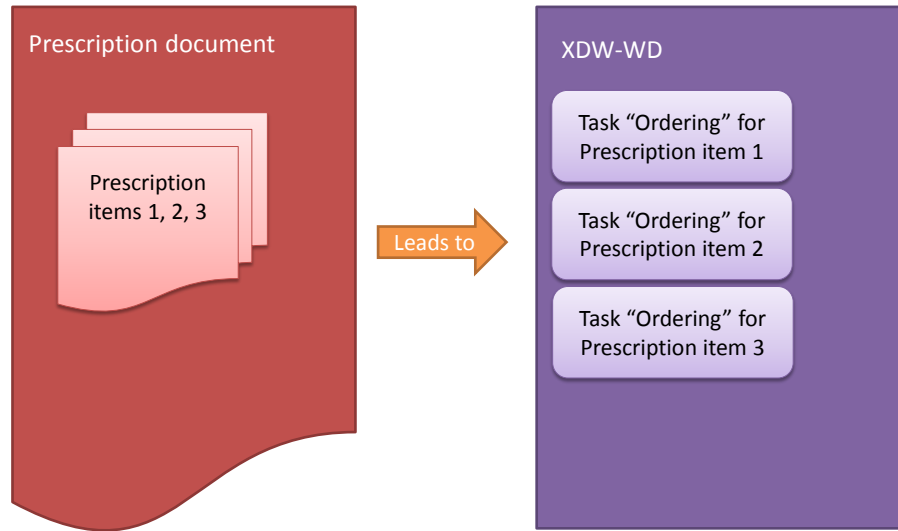 Prescription document
Prescription
items 1, 2, 3
Leads to
XDW-WD
Task “Ordering” for
Prescription item 1
Task “Ordering” for
Prescription item 2
Task “Ordering” for
Prescription item 3